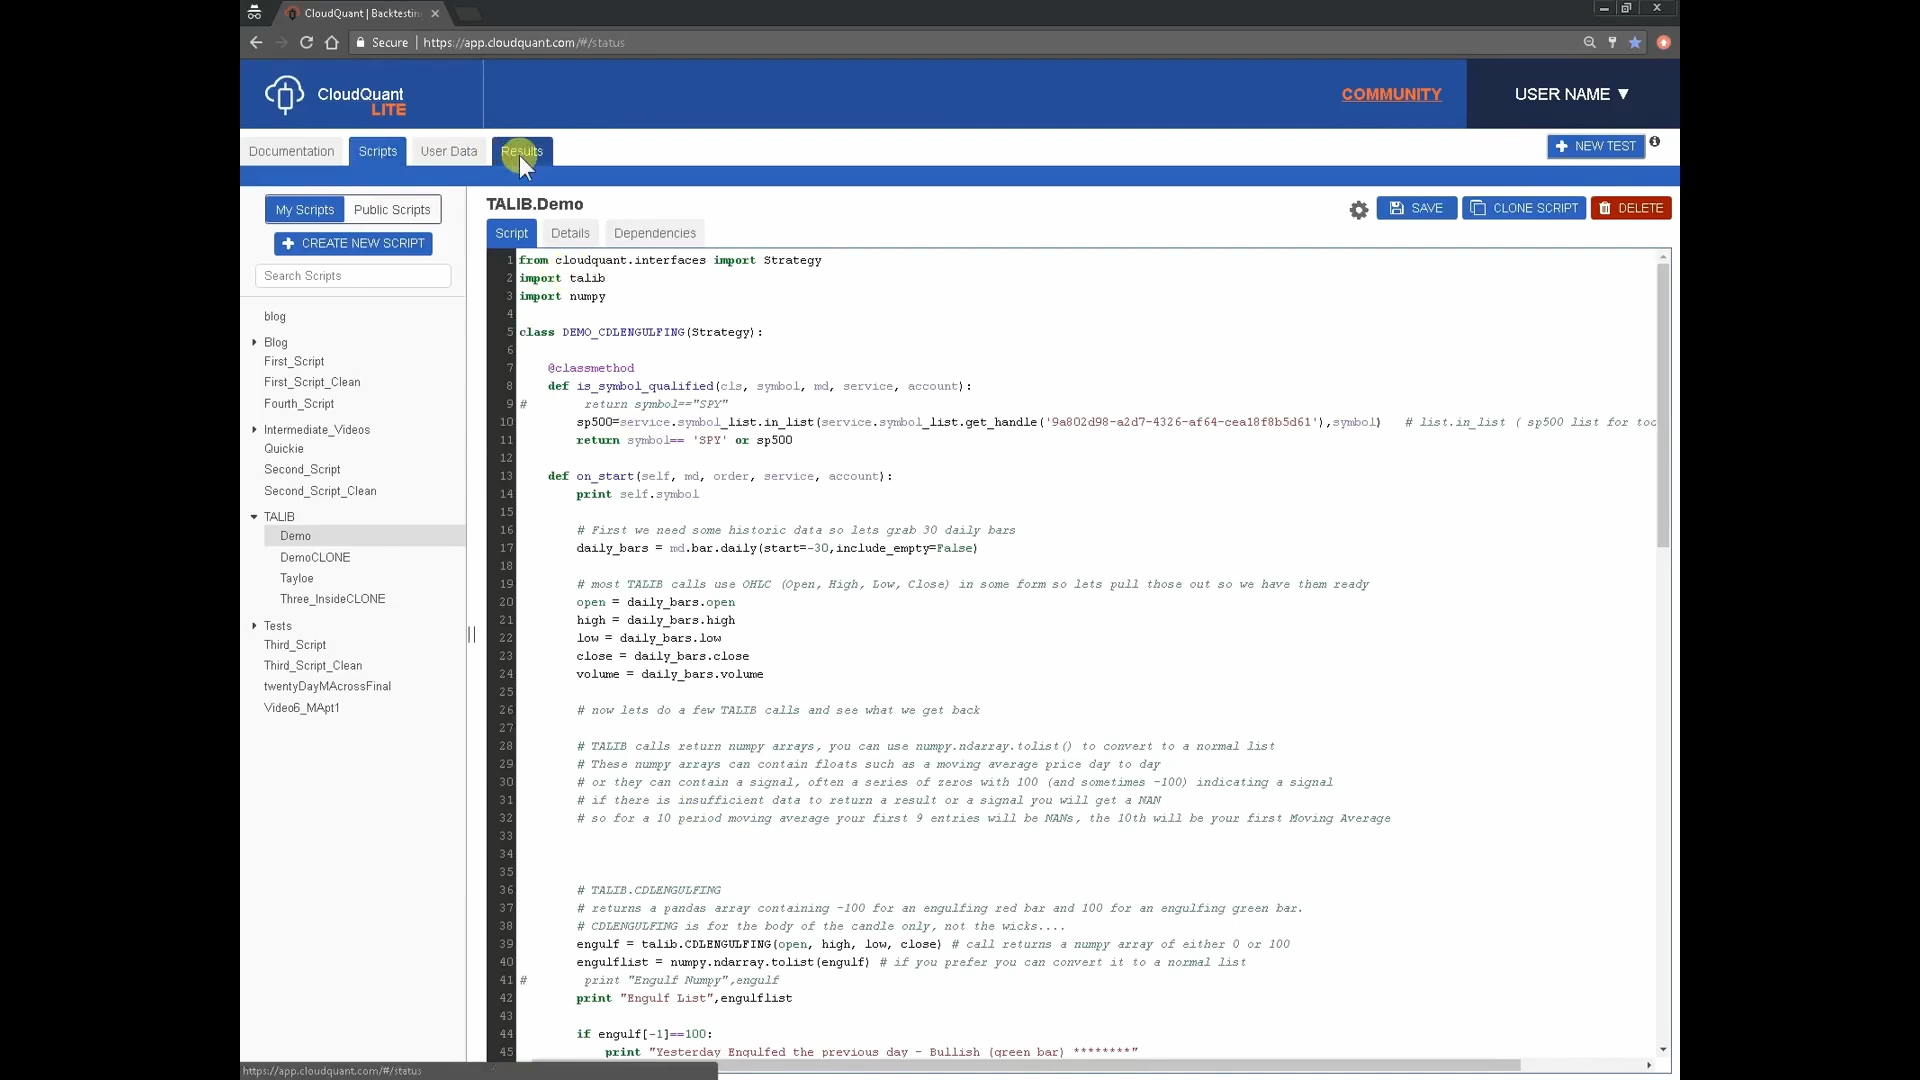 CloudQuant | Backtesting
Secure | https://app.cloudquant.com/#/status
CloudQuant
LITE
COMMUNITY
USER NAME ▼
Documentation
Scripts
User Data
Results
NEW TEST
My Scripts
Public Scripts
CREATE NEW SCRIPT
Search Scripts
blog
Blog
First_Script
First_Script_Clean
Fourth_Script
Intermediate_Videos
Quickie
Second_Script
Second_Script_Clean
TALIB
Demo
DemoCLONE
Tayloe
Three_InsideCLONE
Tests
Third_Script
Third_Script_Clean
twentyDayMAcrossFinal
Video6_MApt1
TALIB.Demo
SAVE
CLONE SCRIPT
DELETE
Script
Details
Dependencies
1 from cloudquant.interfaces import Strategy
2 import talib
3 import numpy
4
5 class DEMO_CDLENGULFING(Strategy):
6
7 @classmethod
8 def is_symbol_qualified(cls, symbol, md, service, account):
9 # return symbol=="SPY"
10 sp500=service.symbol_list.in_list(service.symbol_list.get_handle('9a802d98-a2d7-4326-af64-cea18f8b5d61'),symbol) # list.in_list ( sp500 list for toc
11 return symbol== 'SPY' or sp500
12
13 def on_start(self, md, order, service, account):
14 print self.symbol
15
16 # First we need some historic data so lets grab 30 daily bars
17 daily_bars = md.bar.daily(start=-30,include_empty=False)
18
19 # most TALIB calls use OHLC (Open, High, Low, Close) in some form so lets pull those out so we have them ready
20 open = daily_bars.open
21 high = daily_bars.high
22 low = daily_bars.low
23 close = daily_bars.close
24 volume = daily_bars.volume
25
26 # now lets do a few TALIB calls and see what we get back
27
28 # TALIB calls return numpy arrays, you can use numpy.ndarray.tolist() to convert to a normal list
29 # These numpy arrays can contain floats such as a moving average price day to day
30 # or they can contain a signal, often a series of zeros with 100 (and sometimes -100) indicating a signal
31 # if there is insufficient data to return a result or a signal you will get a NAN
32 # so for a 10 period moving average your first 9 entries will be NANs, the 10th will be your first Moving Average
33
34
35
36 # TALIB.CDLENGULFING
37 # returns a pandas array containing -100 for an engulfing red bar and 100 for an engulfing green bar.
38 # CDLENGULFING is for the body of the candle only, not the wicks....
39 engulf = talib.CDLENGULFING(open, high, low, close) # call returns a numpy array of either 0 or 100
40 engulflist = numpy.ndarray.tolist(engulf) # if you prefer you can convert it to a normal list
41 # print "Engulf Numpy",engulf
42 print "Engulf List",engulflist
43
44 if engulf[-1]==100:
45 print "Yesterday Engulfed the previous day - Bullish (green bar) ********"
https://app.cloudquant.com/#/status